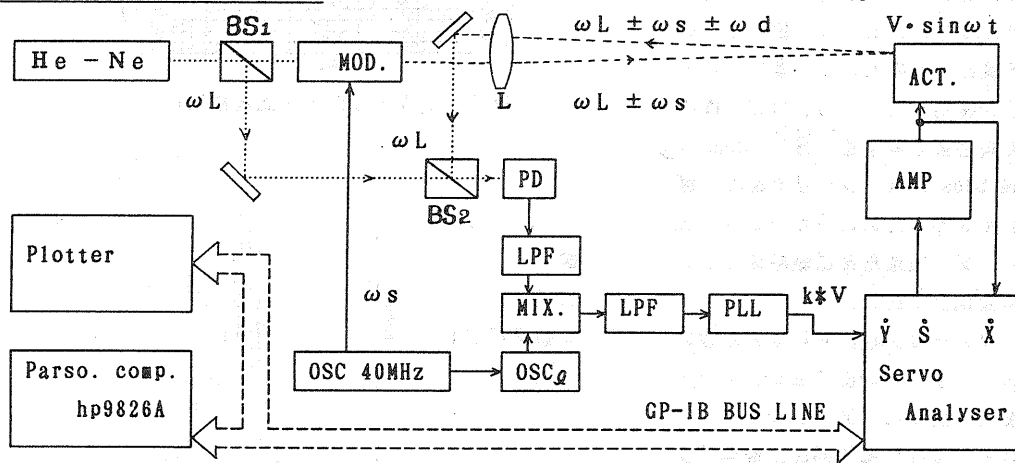 BS1
ωL ± ωs ± ωd
V・sinωt
He-Ne
MOD.
ACT.
ωL
L
ωL ± ωs
ωL
AMP
PD
BS2
Plotter
LPF
ωs
MIX.
LPF
PLL
k*V
Ẏ Ṡ Ẋ
Parso. comp.
hp9826A
OSC 40MHz
OSCℓ
Servo
Analyser
GP-IB BUS LINE